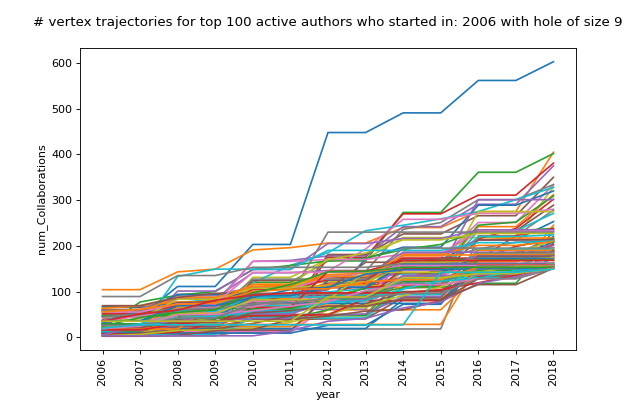 # vertex trajectories for top 100 active authors who started in: 2006 with hole of size 9
600
500
400
300
200
100
0
num_Collaborations
2006 2007 2008 2009 2010 2011 2012 2013 2014 2015 2016 2017 2018
year